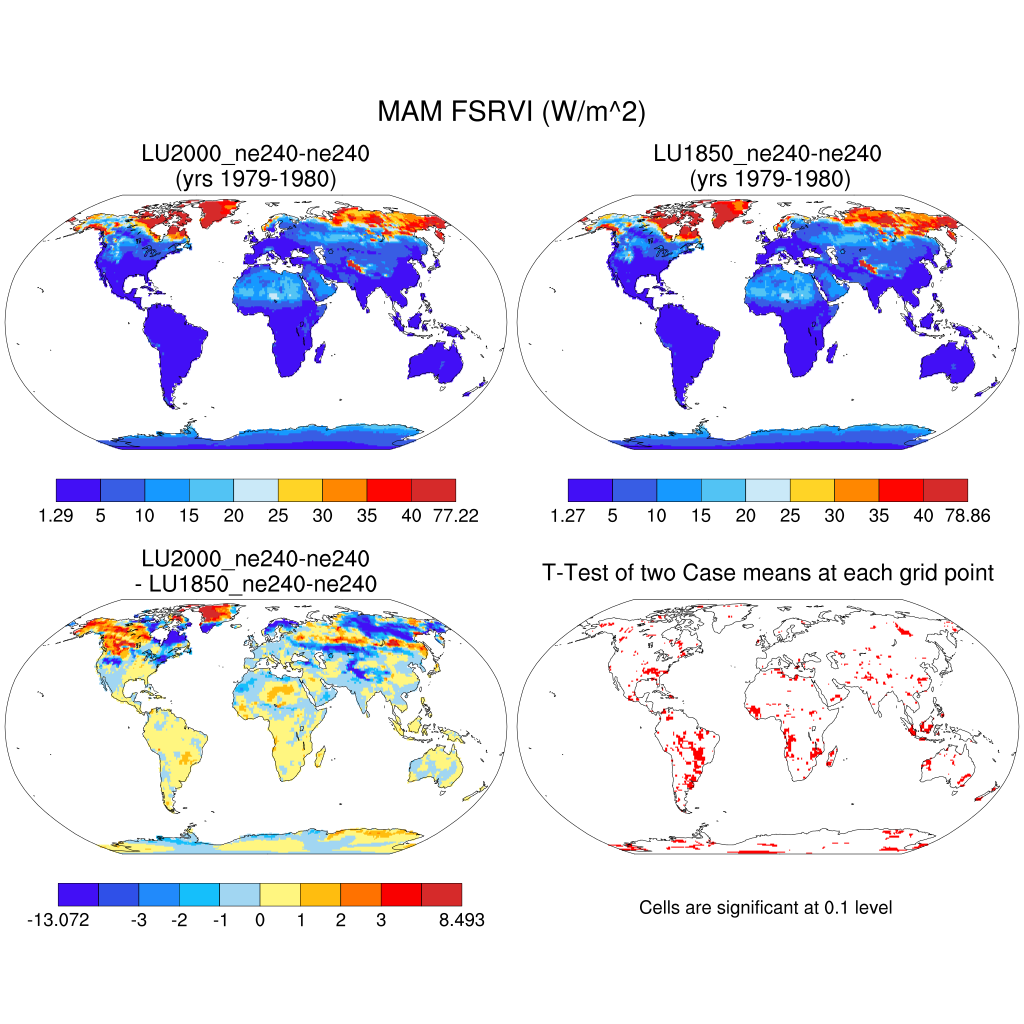 MAM FSRVI (W/m^2)
LU2000_ne240-ne240
(yrs 1979-1980)
LU1850_ne240-ne240
(yrs 1979-1980)
1.29 5 10 15 20 25 30 35 40 77.22
1.27 5 10 15 20 25 30 35 40 78.86
LU2000_ne240-ne240
- LU1850_ne240-ne240
T-Test of two Case means at each grid point
-13.072 -3 -2 -1 0 1 2 3 8.493
Cells are significant at 0.1 level